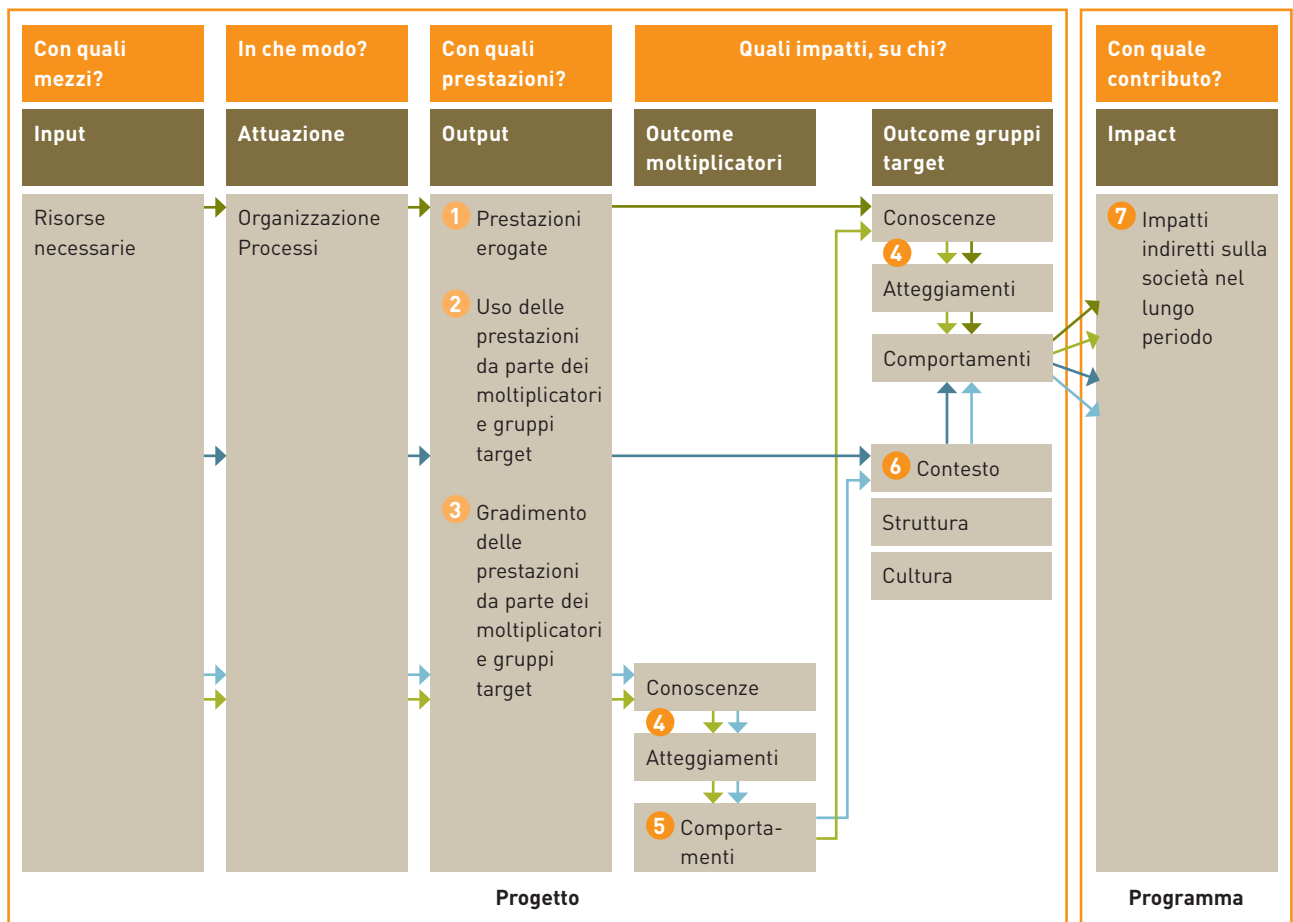 Con quali
mezzi?
In che modo?
Con quali
prestazioni?
Quali impatti, su chi?
Con quale
contributo?
Input
Attuazione
Output
Outcome
moltiplicatori
Outcome gruppi
target
Impact
Risorse
necessarie
Organizzazione
Processi
1 Prestazioni
erogate
2 Uso delle
prestazioni
da parte dei
moltiplicatori
e gruppi
target
3 Gradimento
delle
prestazioni
da parte dei
moltiplicatori
e gruppi
target
Conoscenze
4
Atteggiamenti
5 Comporta-
menti
Conoscenze
4
Atteggiamenti
Comportamenti
6 Contesto
Struttura
Cultura
7 Impatti
indiretti sulla
società nel
lungo
periodo
Progetto
Programma